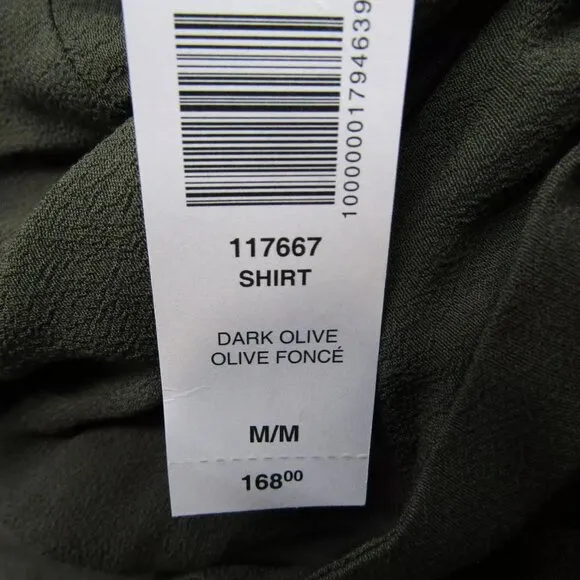 10000001794639
117667
SHIRT
DARK OLIVE
OLIVE FONCÉ
M/M
168⁰⁰